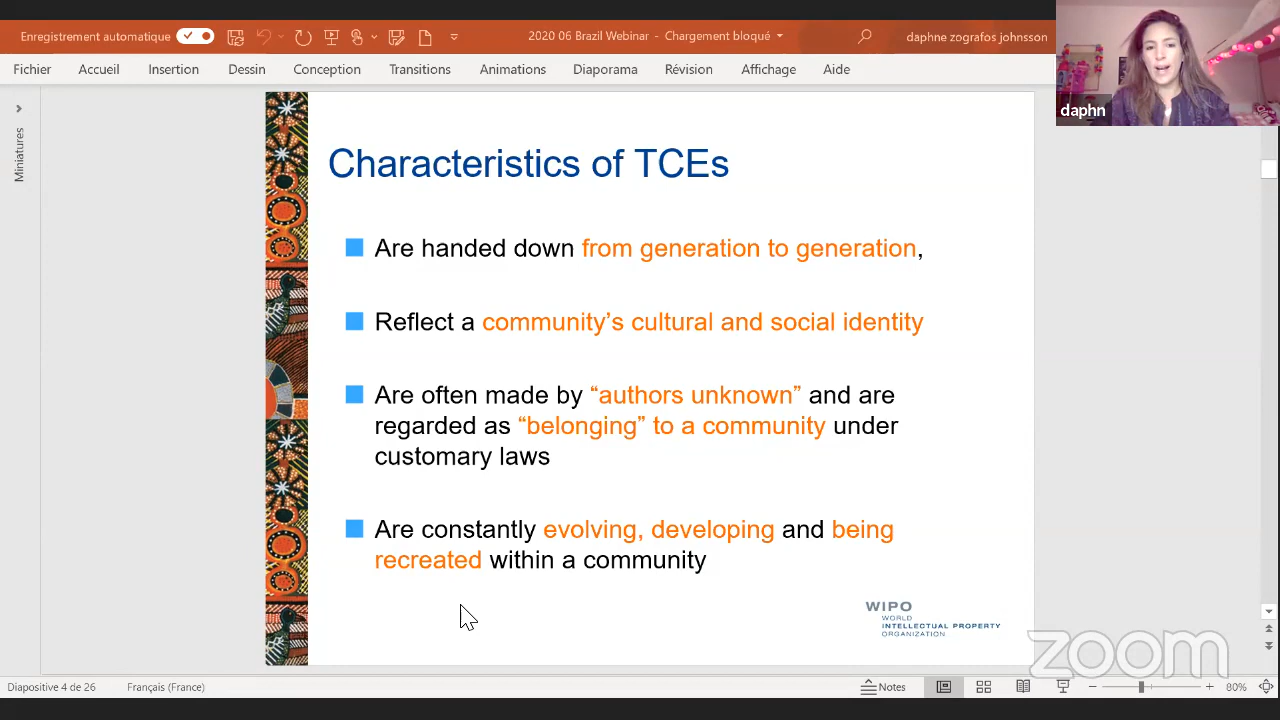 Enregistrement automatique
2020 06 Brazil Webinar - Chargement bloqué
daphne zografos johnsson
Fichier Accueil Insertion Dessin Conception Transitions Animations Diaporama Révision Affichage Aide
daphn
Miniatures
Characteristics of TCEs
Are handed down from generation to generation,
Reflect a community’s cultural and social identity
Are often made by “authors unknown” and are
regarded as “belonging” to a community under
customary laws
Are constantly evolving, developing and being
recreated within a community
WIPO
WORLD
INTELLECTUAL PROPERTY
ORGANIZATION
zoom
Diapositive 4 de 26 Français (France) Notes 80%